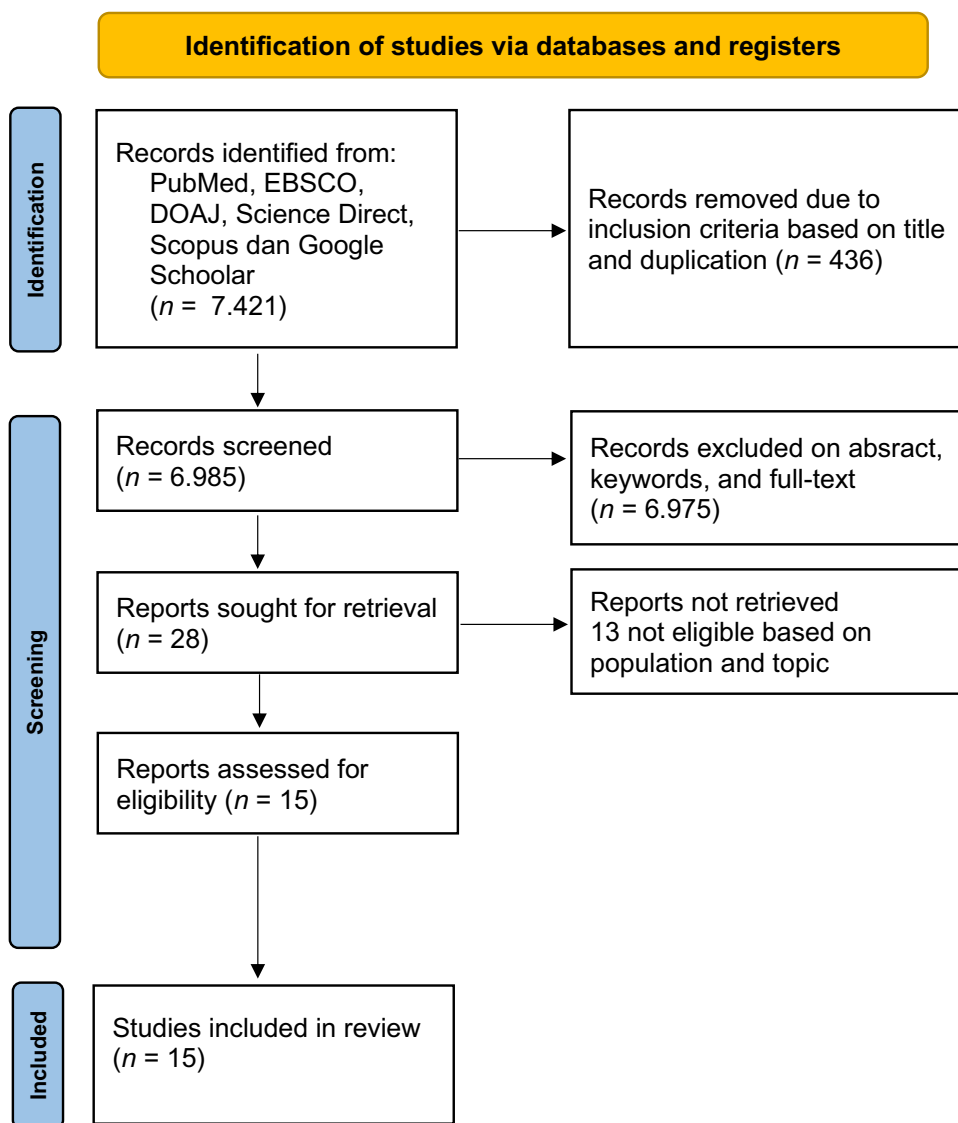 Identification of studies via databases and registers
Identification
Records identified from:
PubMed, EBSCO,
DOAJ, Science Direct,
Scopus dan Google
Schoolar
(n = 7.421)
Records removed due to
inclusion criteria based on title
and duplication (n = 436)
Screening
Records screened
(n = 6.985)
Records excluded on absract,
keywords, and full-text
(n = 6.975)
Reports sought for retrieval
(n = 28)
Reports not retrieved
13 not eligible based on
population and topic
Reports assessed for
eligibility (n = 15)
Included
Studies included in review
(n = 15)